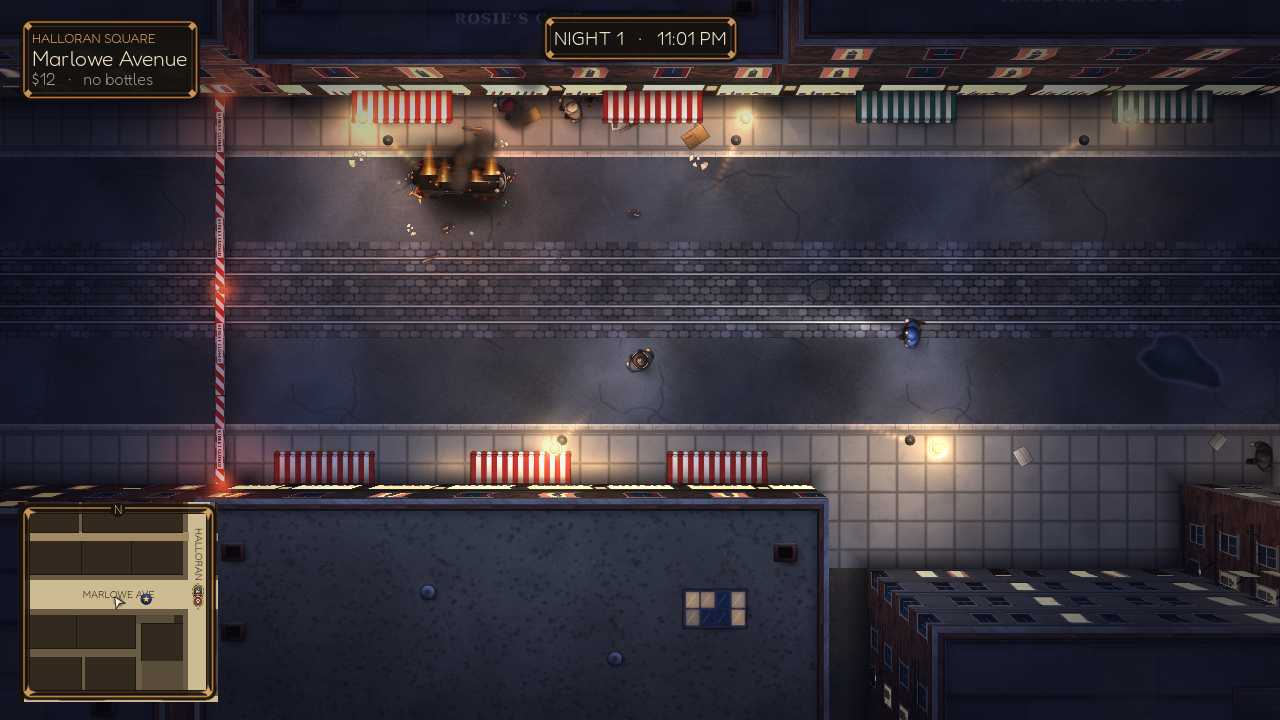 HALLORAN SQUARE
Marlowe Avenue
$12 · no bottles
NIGHT 1 · 11:01 PM
ROSIE'S
N
HALLORAN
MARLOWE AVE